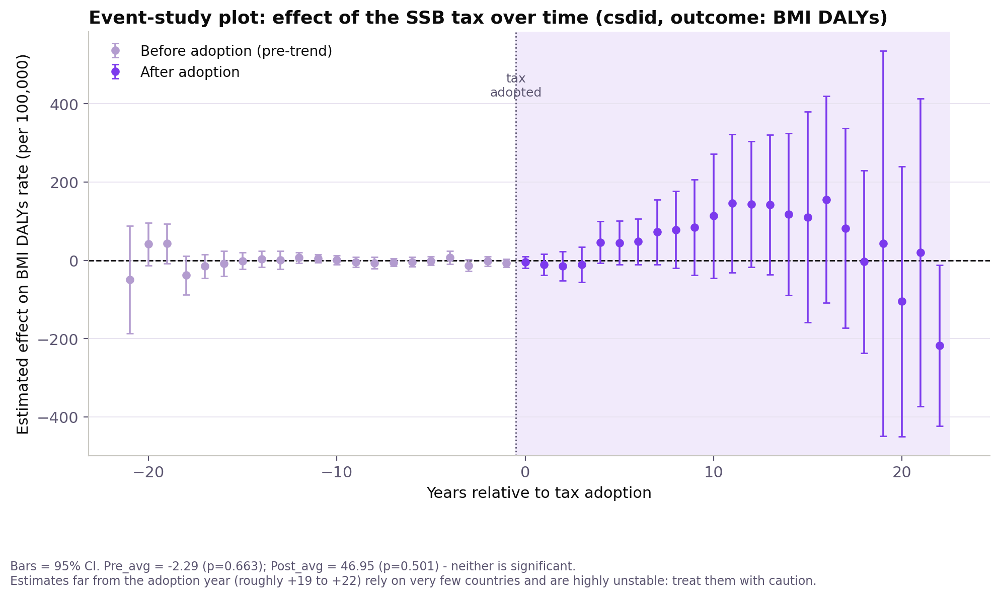 Event-study plot: effect of the SSB tax over time (csdid, outcome: BMI DALYs)
Before adoption (pre-trend)
After adoption
tax
adopted
Estimated effect on BMI DALYs rate (per 100,000)
400
200
0
−200
−400
−20
−10
0
10
20
Years relative to tax adoption
Bars = 95% CI. Pre_avg = -2.29 (p=0.663); Post_avg = 46.95 (p=0.501) - neither is significant.
Estimates far from the adoption year (roughly +19 to +22) rely on very few countries and are highly unstable: treat them with caution.